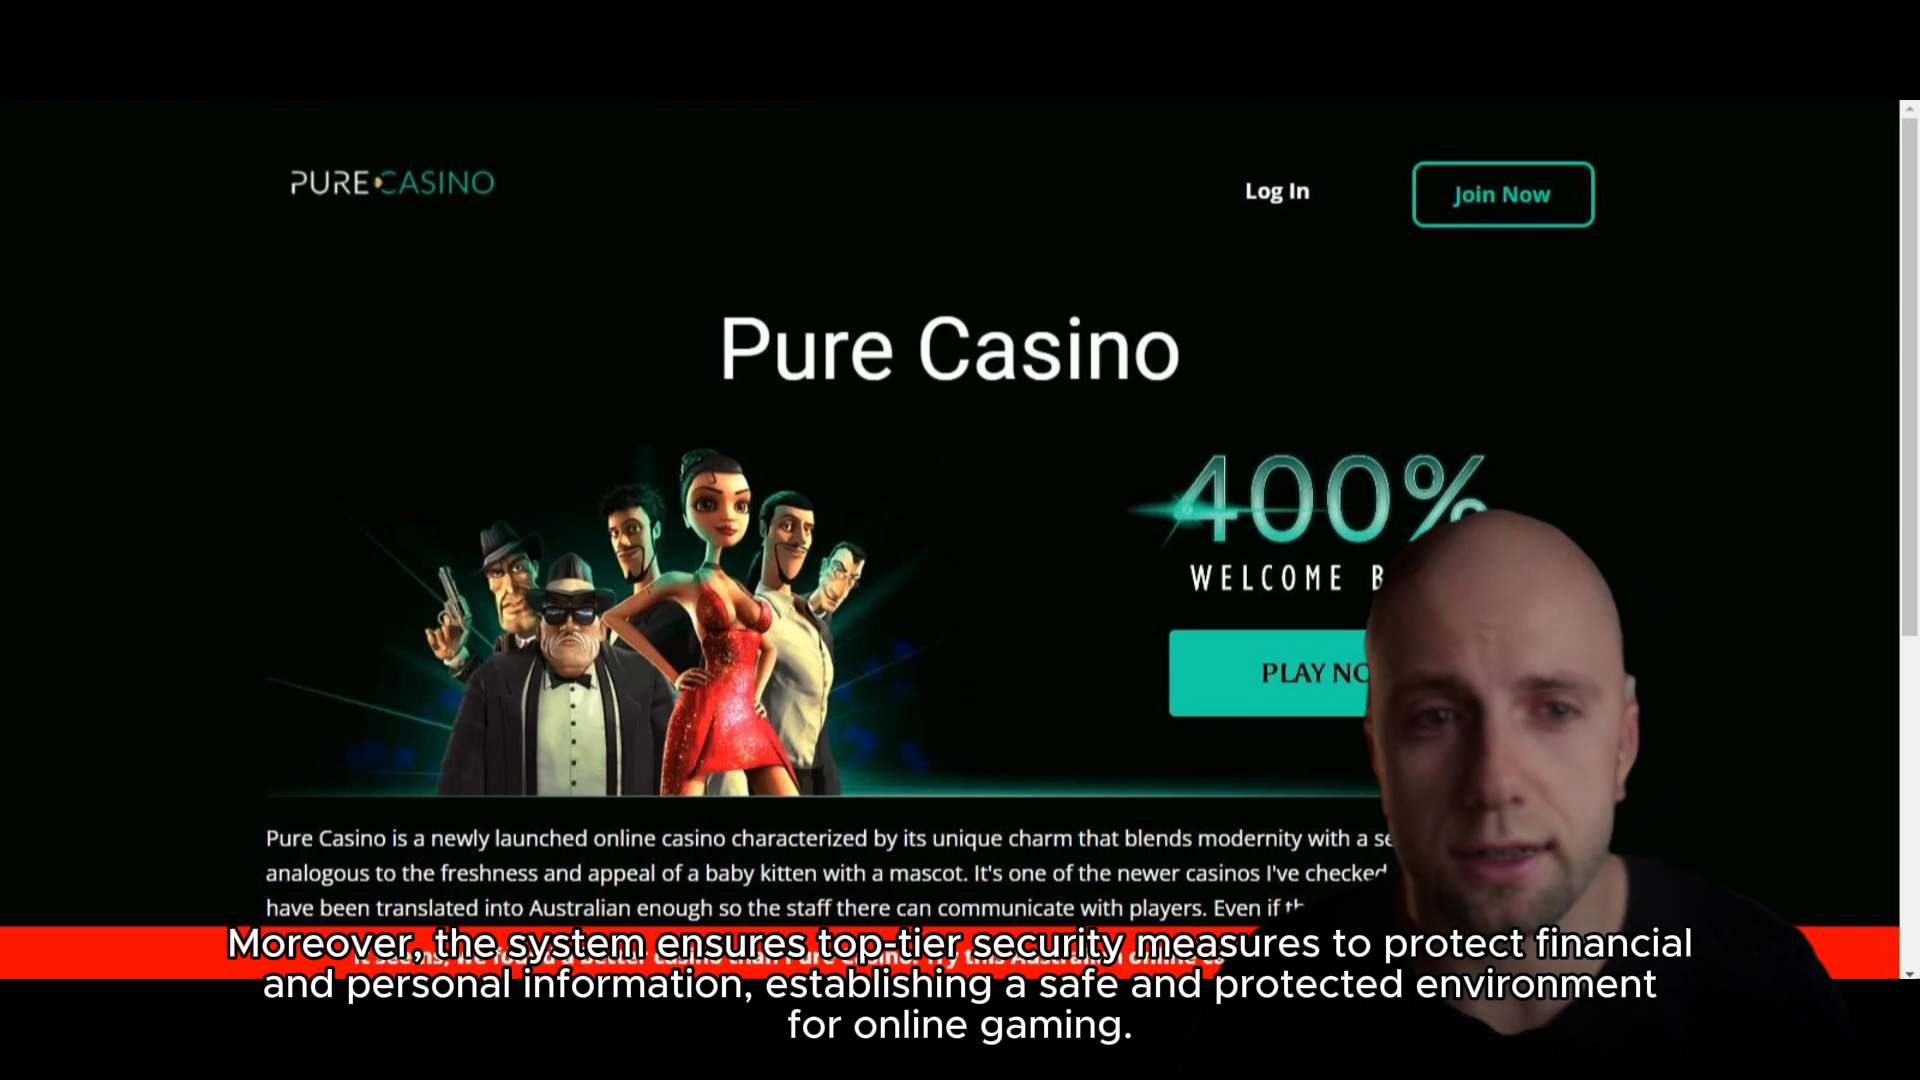 PURE CASINO
Log In
Join Now
Pure Casino
400%
WELCOME
PLAY
Pure Casino is a newly launched online casino characterized by its unique charm that blends modernity with a
analogous to the freshness and appeal of a baby kitten with a mascot. It's one of the newer casinos I've checked
have been translated into Australian enough so the staff there can communicate with players. Even if
Moreover, the system ensures top-tier security measures to protect financial
and personal information, establishing a safe and protected environment
for online gaming.